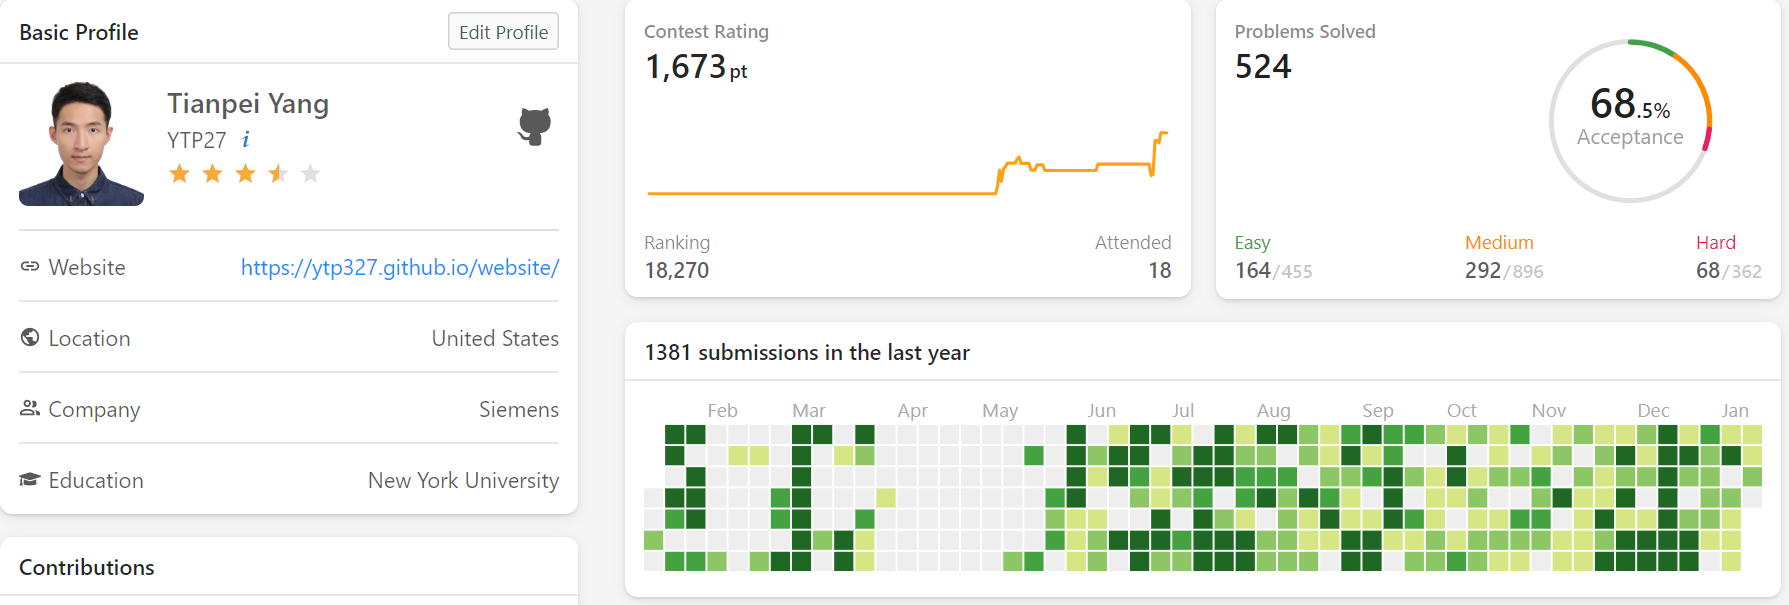 Basic Profile
Edit Profile
Tianpei Yang
YTP27 i
Website https://ytp327.github.io/website/
Location United States
Company Siemens
Education New York University
Contributions
Contest Rating
1,673 pt
Ranking Attended
18,270 18
Problems Solved
524
68.5%
Acceptance
Easy Medium Hard
164/455 292/896 68/362
1381 submissions in the last year
Feb Mar Apr May Jun Jul Aug Sep Oct Nov Dec Jan